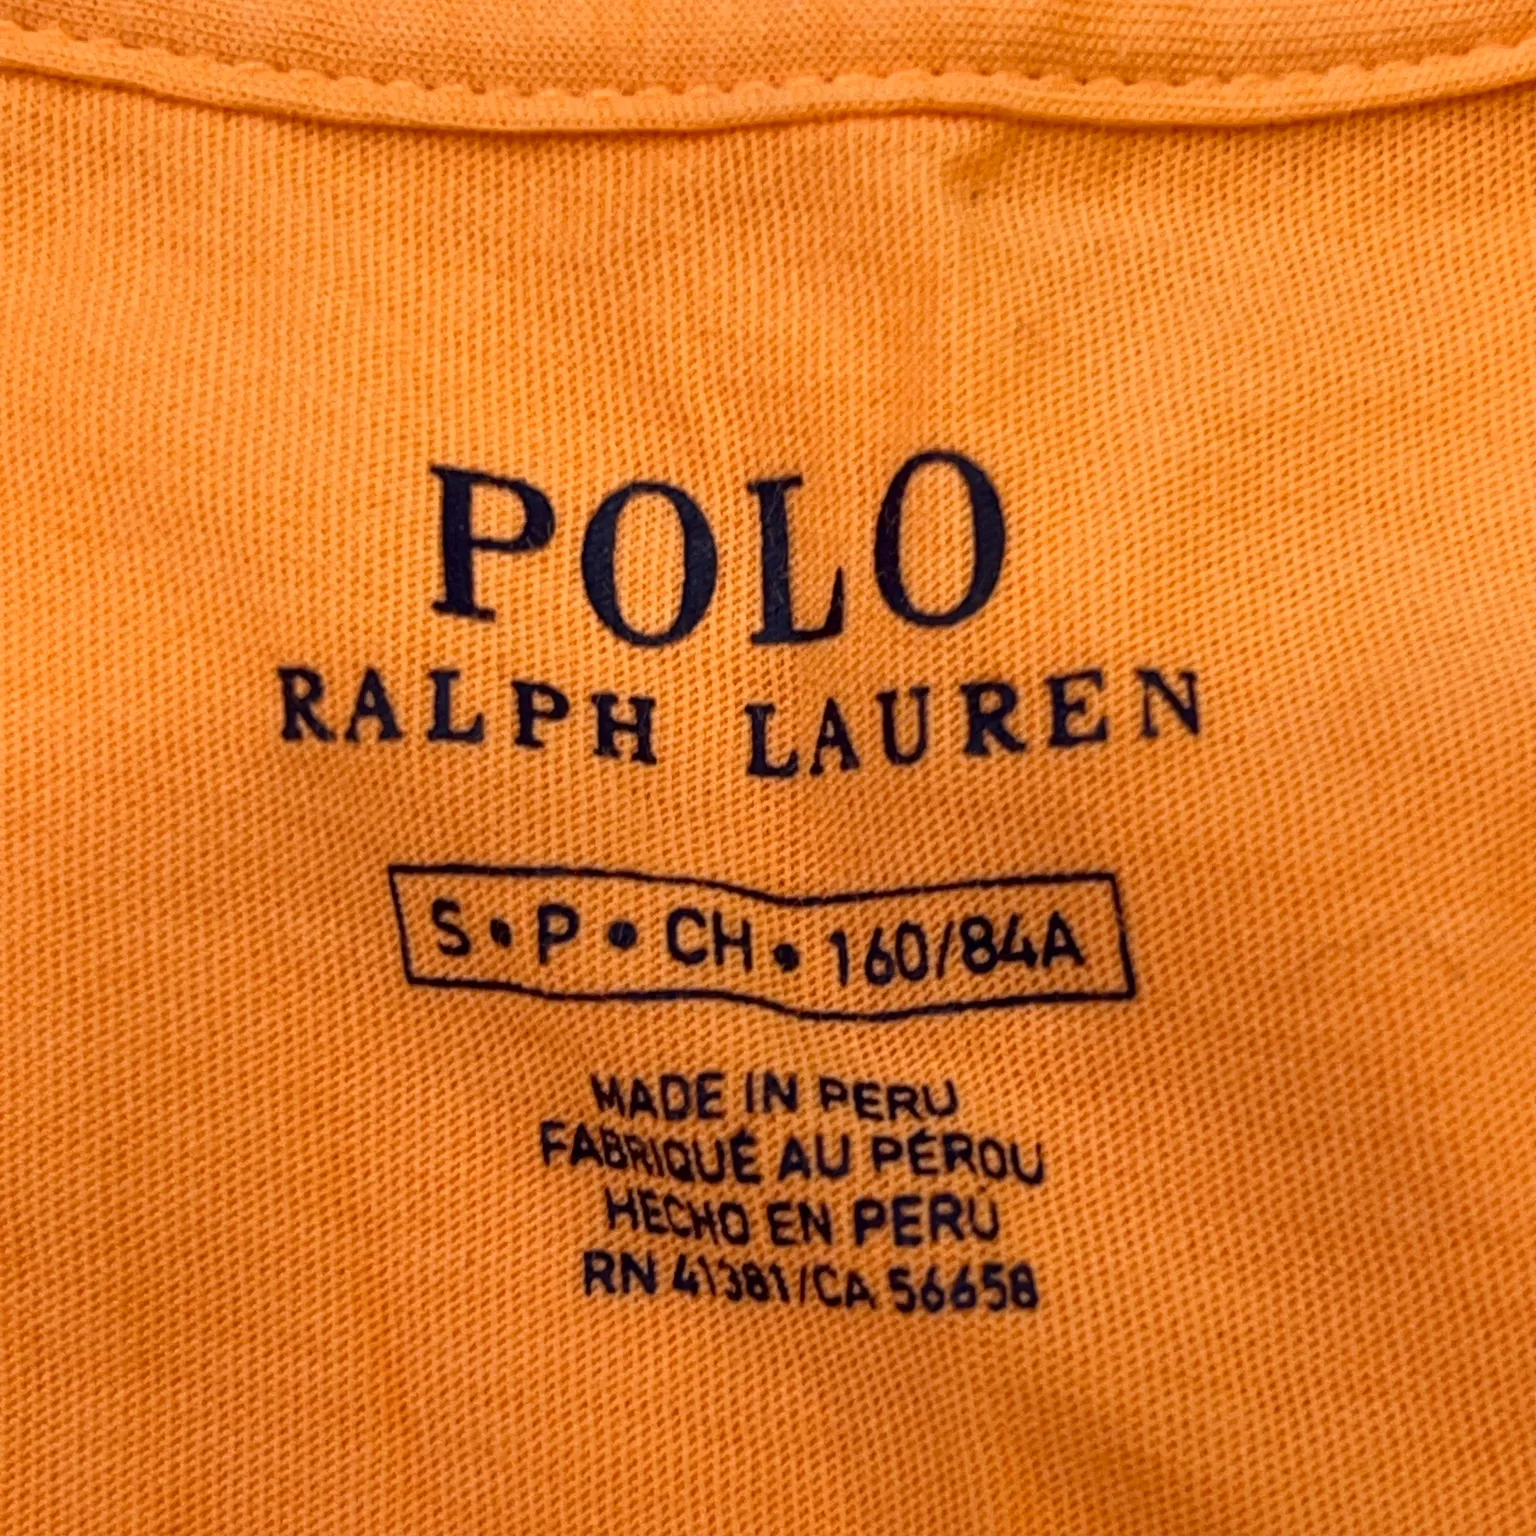 POLO
RALPH LAUREN
S • P • CH • 160/84A
MADE IN PERU
FABRIQUÉ AU PÉROU
HECHO EN PERÚ
RN 41381/CA 56658